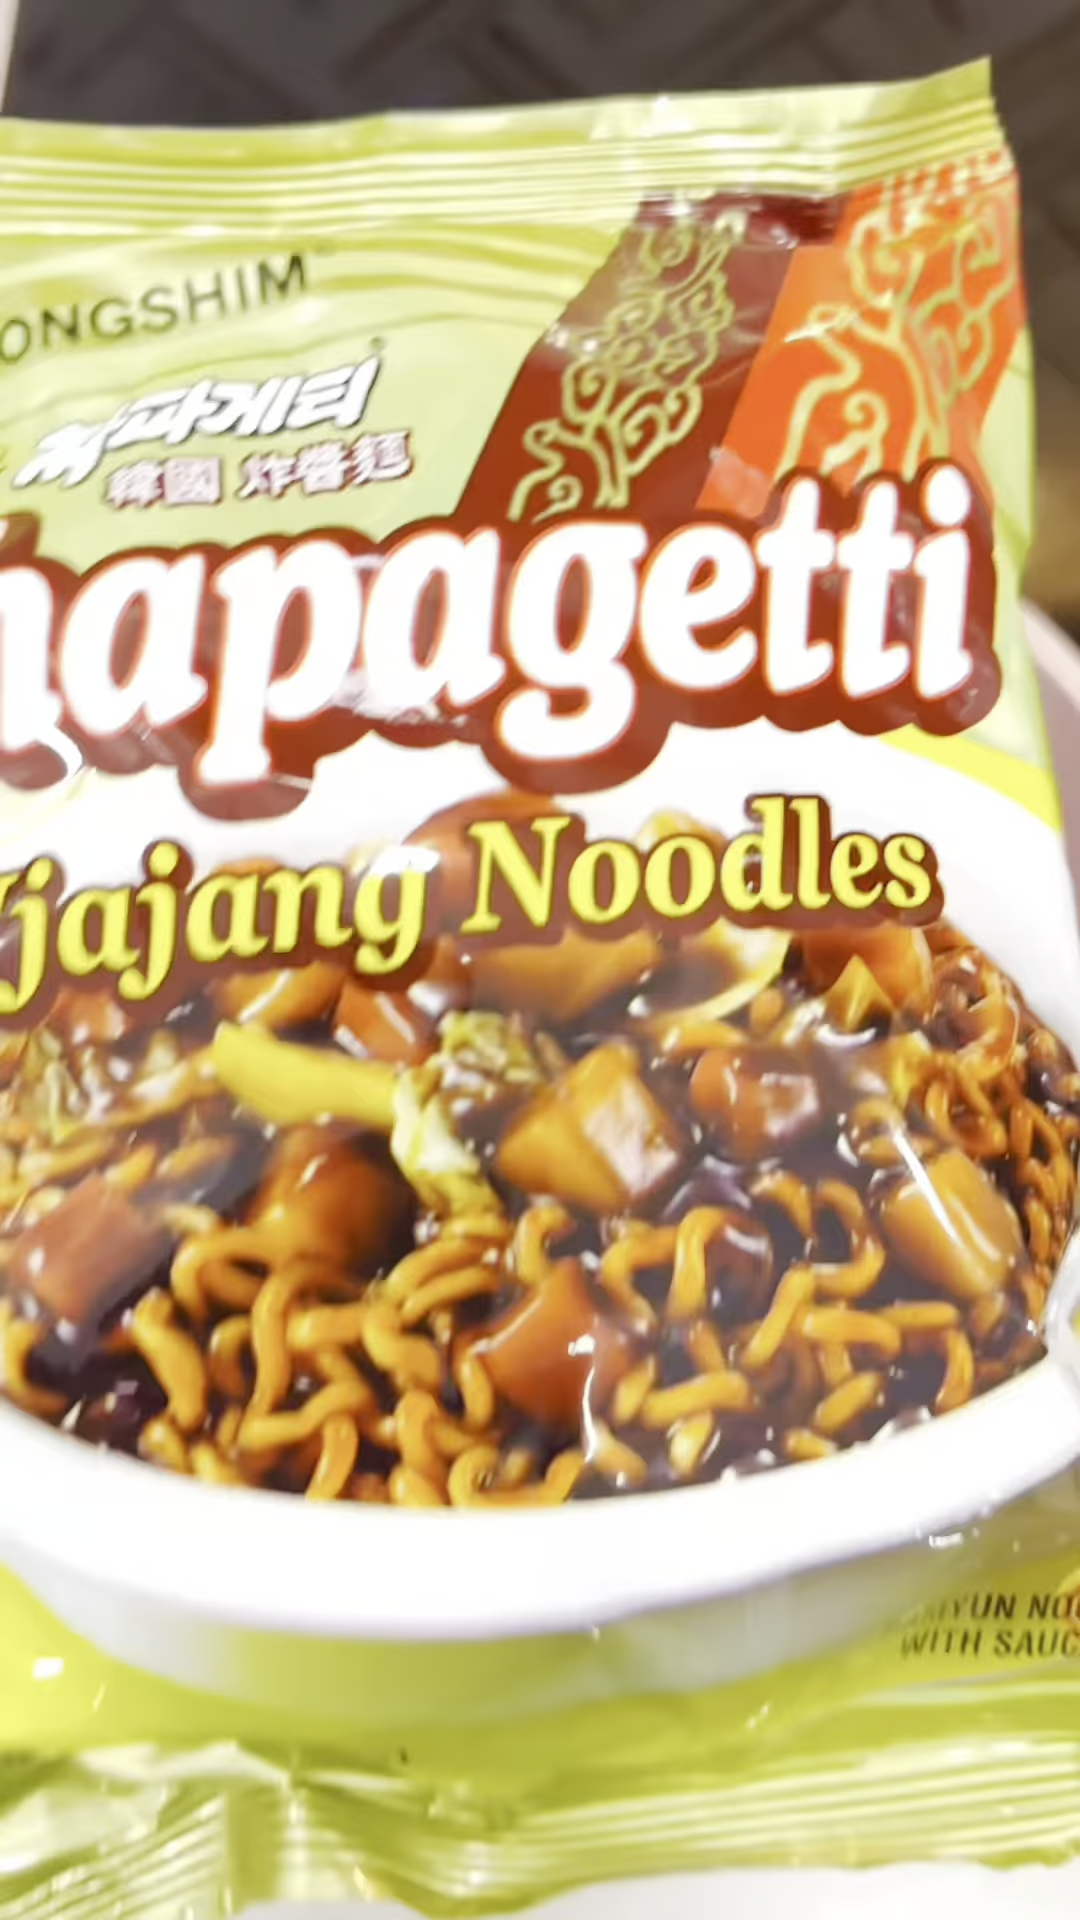 ONGSHIM
짜파게티
韓國 炸醬麵
hapagetti
jajang Noodles
WITH SAUC